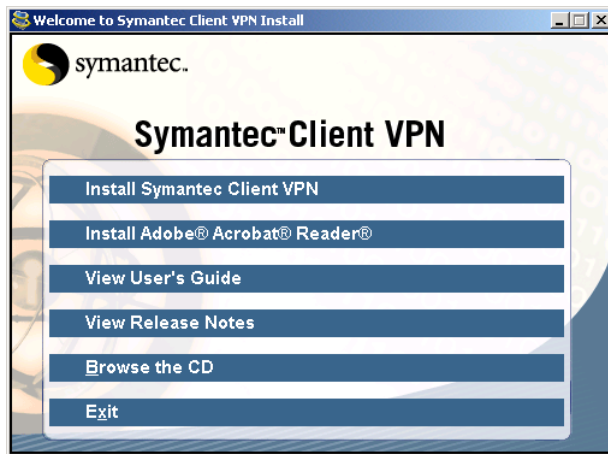 Welcome to Symantec Client VPN Install
symantec™
Symantec™ Client VPN
Install Symantec Client VPN
Install Adobe® Acrobat® Reader®
View User's Guide
View Release Notes
Browse the CD
Exit